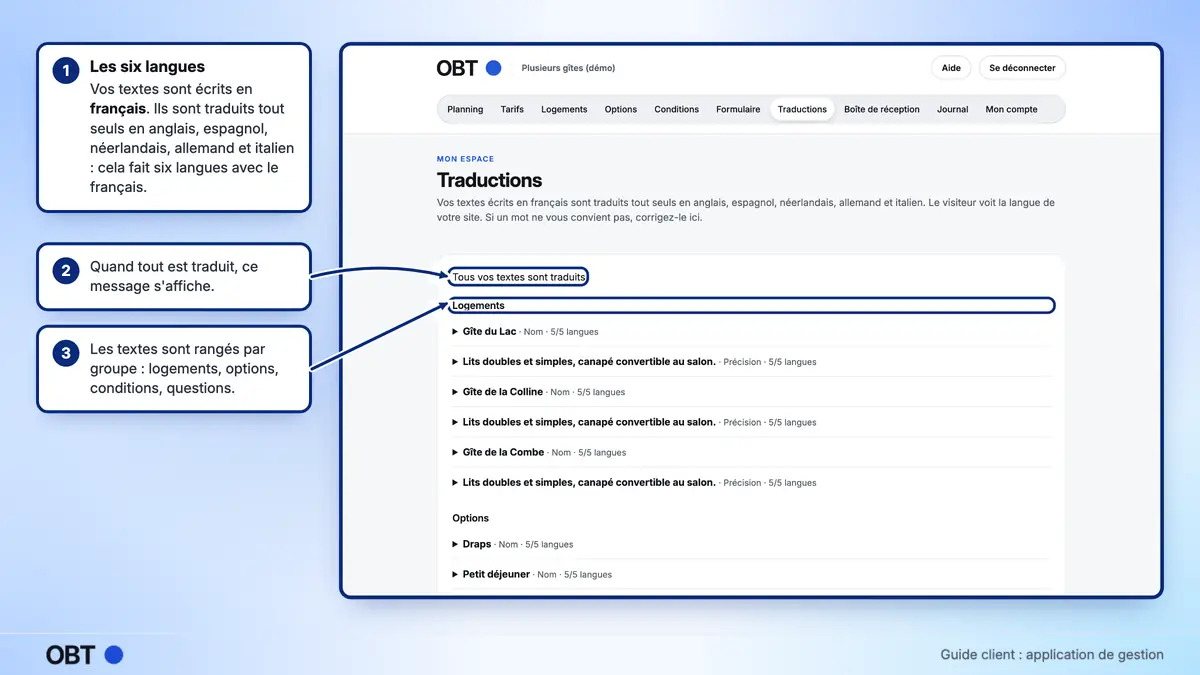 1
Les six langues
Vos textes sont écrits en
français. Ils sont traduits tout
seuls en anglais, espagnol,
néerlandais, allemand et italien
: cela fait six langues avec le
français.
2
Quand tout est traduit, ce
message s'affiche.
3
Les textes sont rangés par
groupe : logements, options,
conditions, questions.
OBT
Plusieurs gîtes (démo)
Aide
Se déconnecter
Planning
Tarifs
Logements
Options
Conditions
Formulaire
Traductions
Boîte de réception
Journal
Mon compte
MON ESPACE
Traductions
Vos textes écrits en français sont traduits tout seuls en anglais, espagnol, néerlandais, allemand et italien. Le visiteur voit la langue de
votre site. Si un mot ne vous convient pas, corrigez-le ici.
Tous vos textes sont traduits
Logements
Gîte du Lac · Nom · 5/5 langues
Lits doubles et simples, canapé convertible au salon. · Précision · 5/5 langues
Gîte de la Colline · Nom · 5/5 langues
Lits doubles et simples, canapé convertible au salon. · Précision · 5/5 langues
Gîte de la Combe · Nom · 5/5 langues
Lits doubles et simples, canapé convertible au salon. · Précision · 5/5 langues
Options
Draps · Nom · 5/5 langues
Petit déjeuner · Nom · 5/5 langues
OBT
Guide client : application de gestion